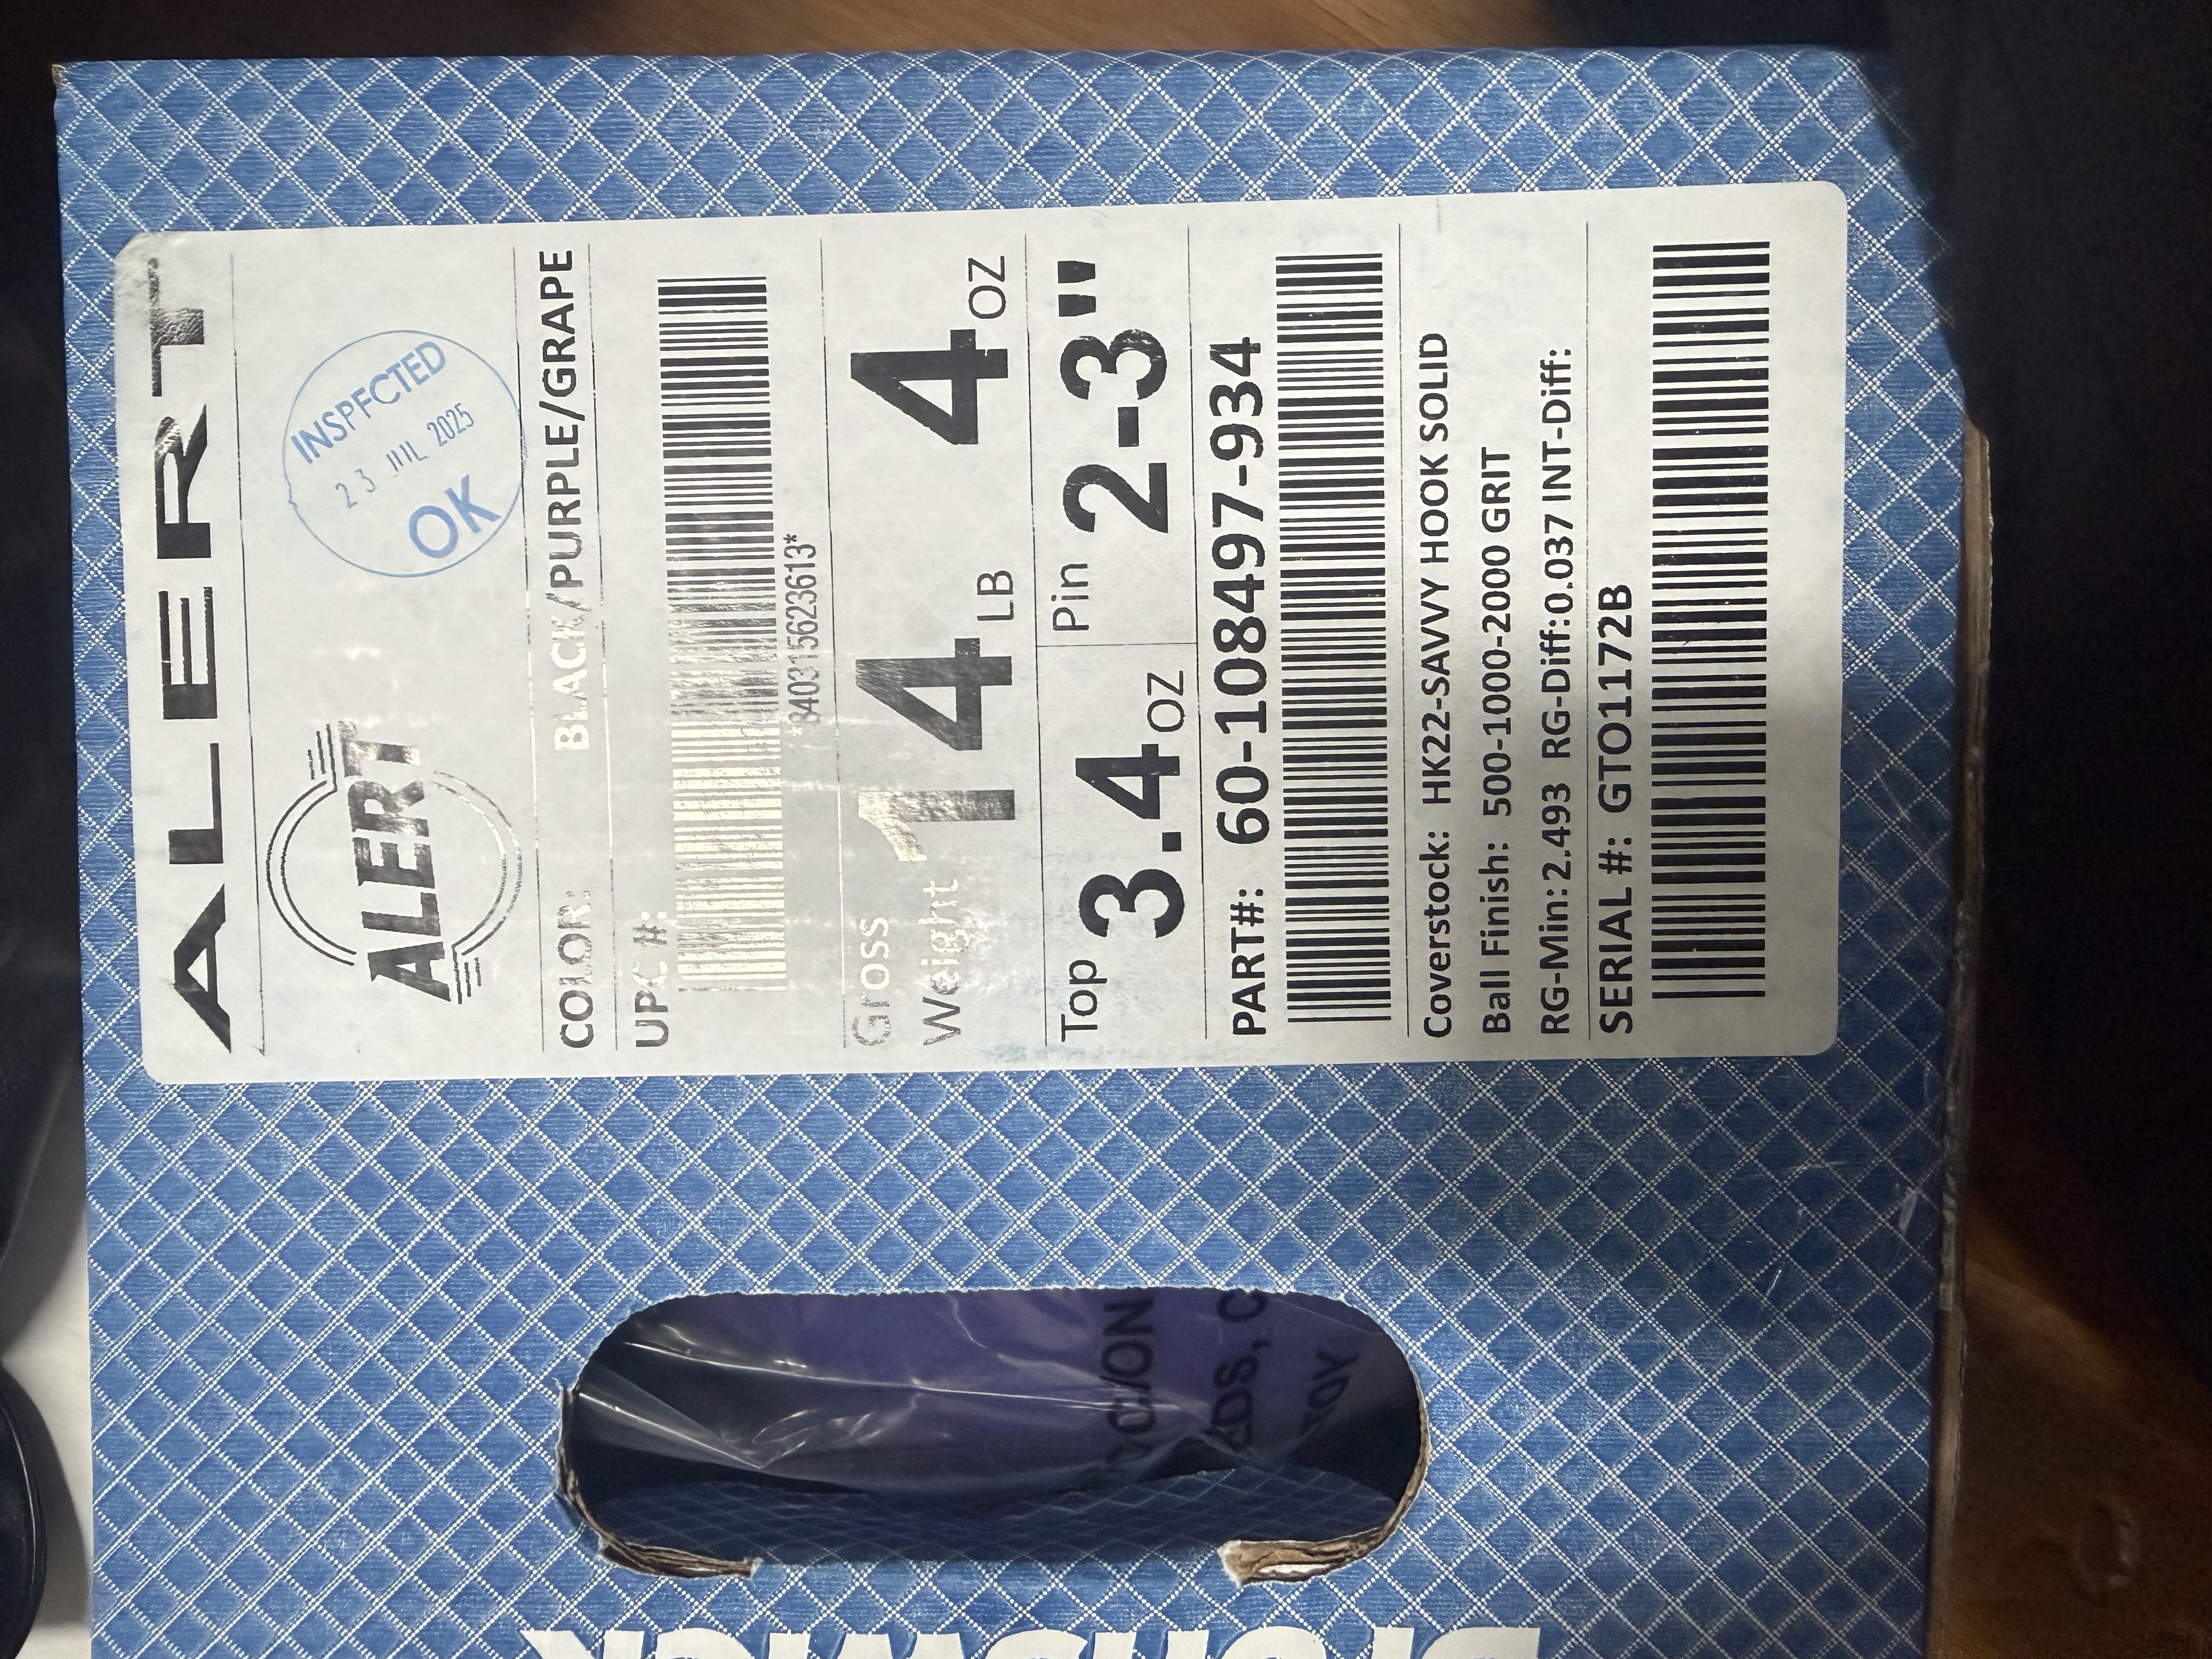 ALERT
ALERT
INSPECTED
23 JUL 2025
OK
COLOR: BLACK/PURPLE/GRAPE
UPC #:
*840315623613*
Gross Weight 14 LB 4 OZ
Top 3.4 OZ Pin 2-3"
PART#: 60-108497-934
Coverstock: HK22-SAVVY HOOK SOLID
Ball Finish: 500-1000-2000 GRIT
RG-Min:2.493 RG-Diff:0.037 INT-Diff:
SERIAL #: GTO1172B